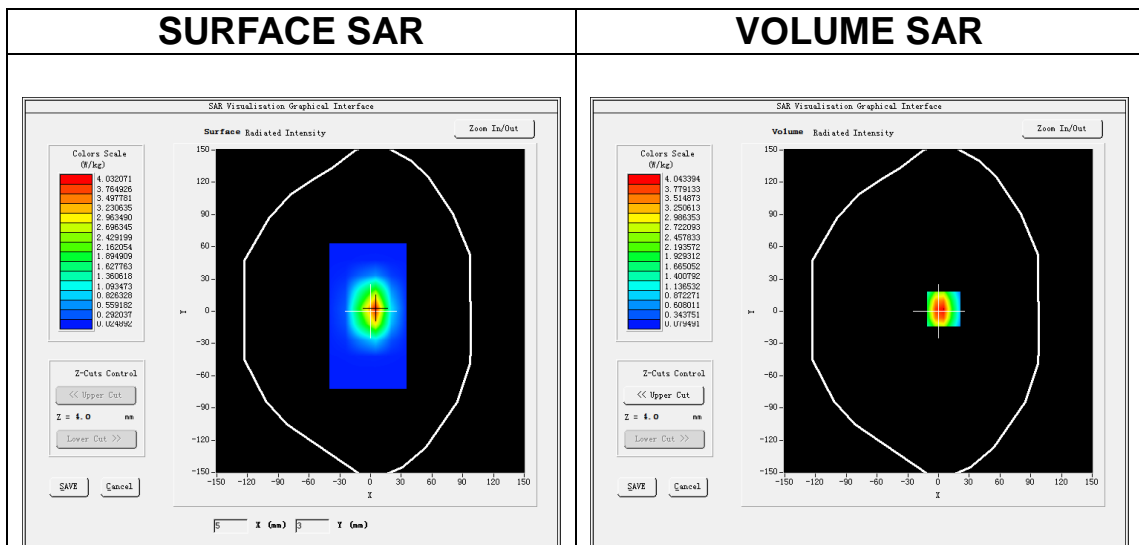 SURFACE SAR
VOLUME SAR
SAR Visualisation Graphical Interface
Surface Radiated Intensity
Zoom In/Out
Colors Scale
(W/kg)
4.032071
3.764926
3.497781
3.230635
2.963490
2.696345
2.429199
2.162054
1.894909
1.627763
1.360618
1.093473
0.826328
0.559182
0.292037
0.024892
Z-Cuts Control
<< Upper Cut
Z = 4.0 mm
Lower Cut >>
SAVE
Cancel
150
120
90
60
30
0
-30
-60
-90
-120
-150
Y
-150 -120 -90 -60 -30 0 30 60 90 120 150
X
5 X (mm) 3 Y (mm)
SAR Visualisation Graphical Interface
Volume Radiated Intensity
Zoom In/Out
Colors Scale
(W/kg)
4.043394
3.779133
3.514873
3.250613
2.986353
2.722093
2.457833
2.193572
1.929312
1.665052
1.400792
1.136532
0.872271
0.608011
0.343751
0.079491
Z-Cuts Control
<< Upper Cut
Z = 4.0 mm
Lower Cut >>
SAVE
Cancel
150
120
90
60
30
0
-30
-60
-90
-120
-150
Y
-150 -120 -90 -60 -30 0 30 60 90 120 150
X